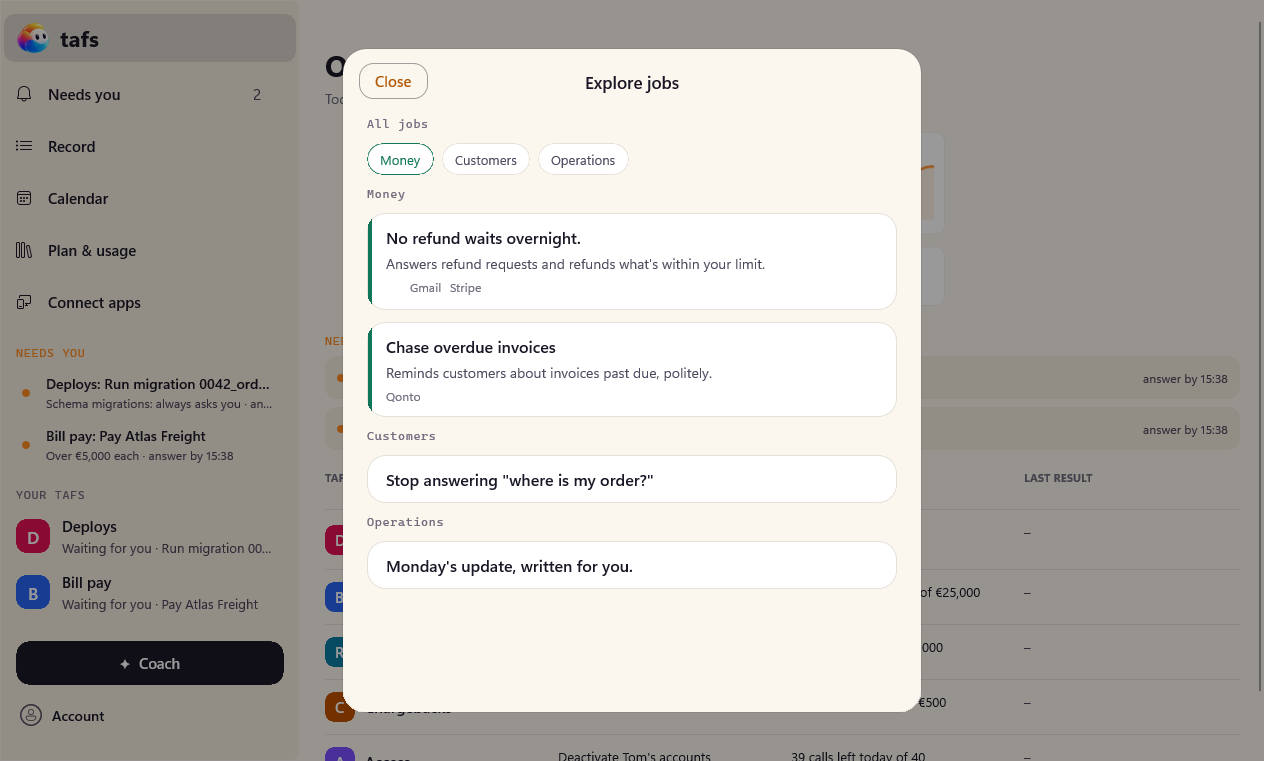 tafs
Needs you 2
Record
Calendar
Plan & usage
Connect apps
NEEDS YOU
Deploys: Run migration 0042_ord...
Schema migrations: always asks you · an...
Bill pay: Pay Atlas Freight
Over €5,000 each · answer by 15:38
YOUR TAFS
Deploys
Waiting for you · Run migration 00...
Bill pay
Waiting for you · Pay Atlas Freight
Coach
Account
Close
Explore jobs
All jobs
Money Customers Operations
Money
No refund waits overnight.
Answers refund requests and refunds what's within your limit.
Gmail Stripe
Chase overdue invoices
Reminds customers about invoices past due, politely.
Qonto
Customers
Stop answering "where is my order?"
Operations
Monday's update, written for you.
answer by 15:38
answer by 15:38
LAST RESULT
D –
B of €25,000 –
R 000 –
C €500 –
Deactivate Tom's accounts 39 calls left today of 40